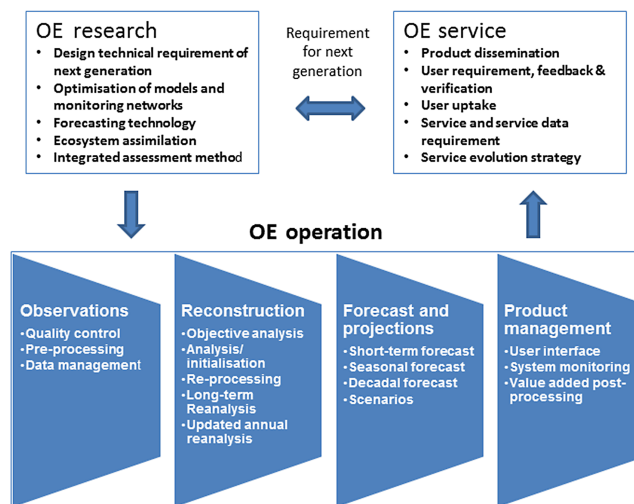 OE research
• Design technical requirement of
next generation
• Optimisation of models and
monitoring networks
• Forecasting technology
• Ecosystem assimilation
• Integrated assessment method
Requirement
for next
generation
OE service
• Product dissemination
• User requirement, feedback &
verification
• User uptake
• Service and service data
requirement
• Service evolution strategy
OE operation
Observations
•Quality control
•Pre-processing
•Data management
Reconstruction
•Objective analysis
•Analysis/
initialisation
•Re-processing
•Long-term
Reanalysis
•Updated annual
reanalysis
Forecast and
projections
•Short-term forecast
•Seasonal forecast
•Decadal forecast
•Scenarios
Product
management
•User interface
•System monitoring
•Value added post-
processing